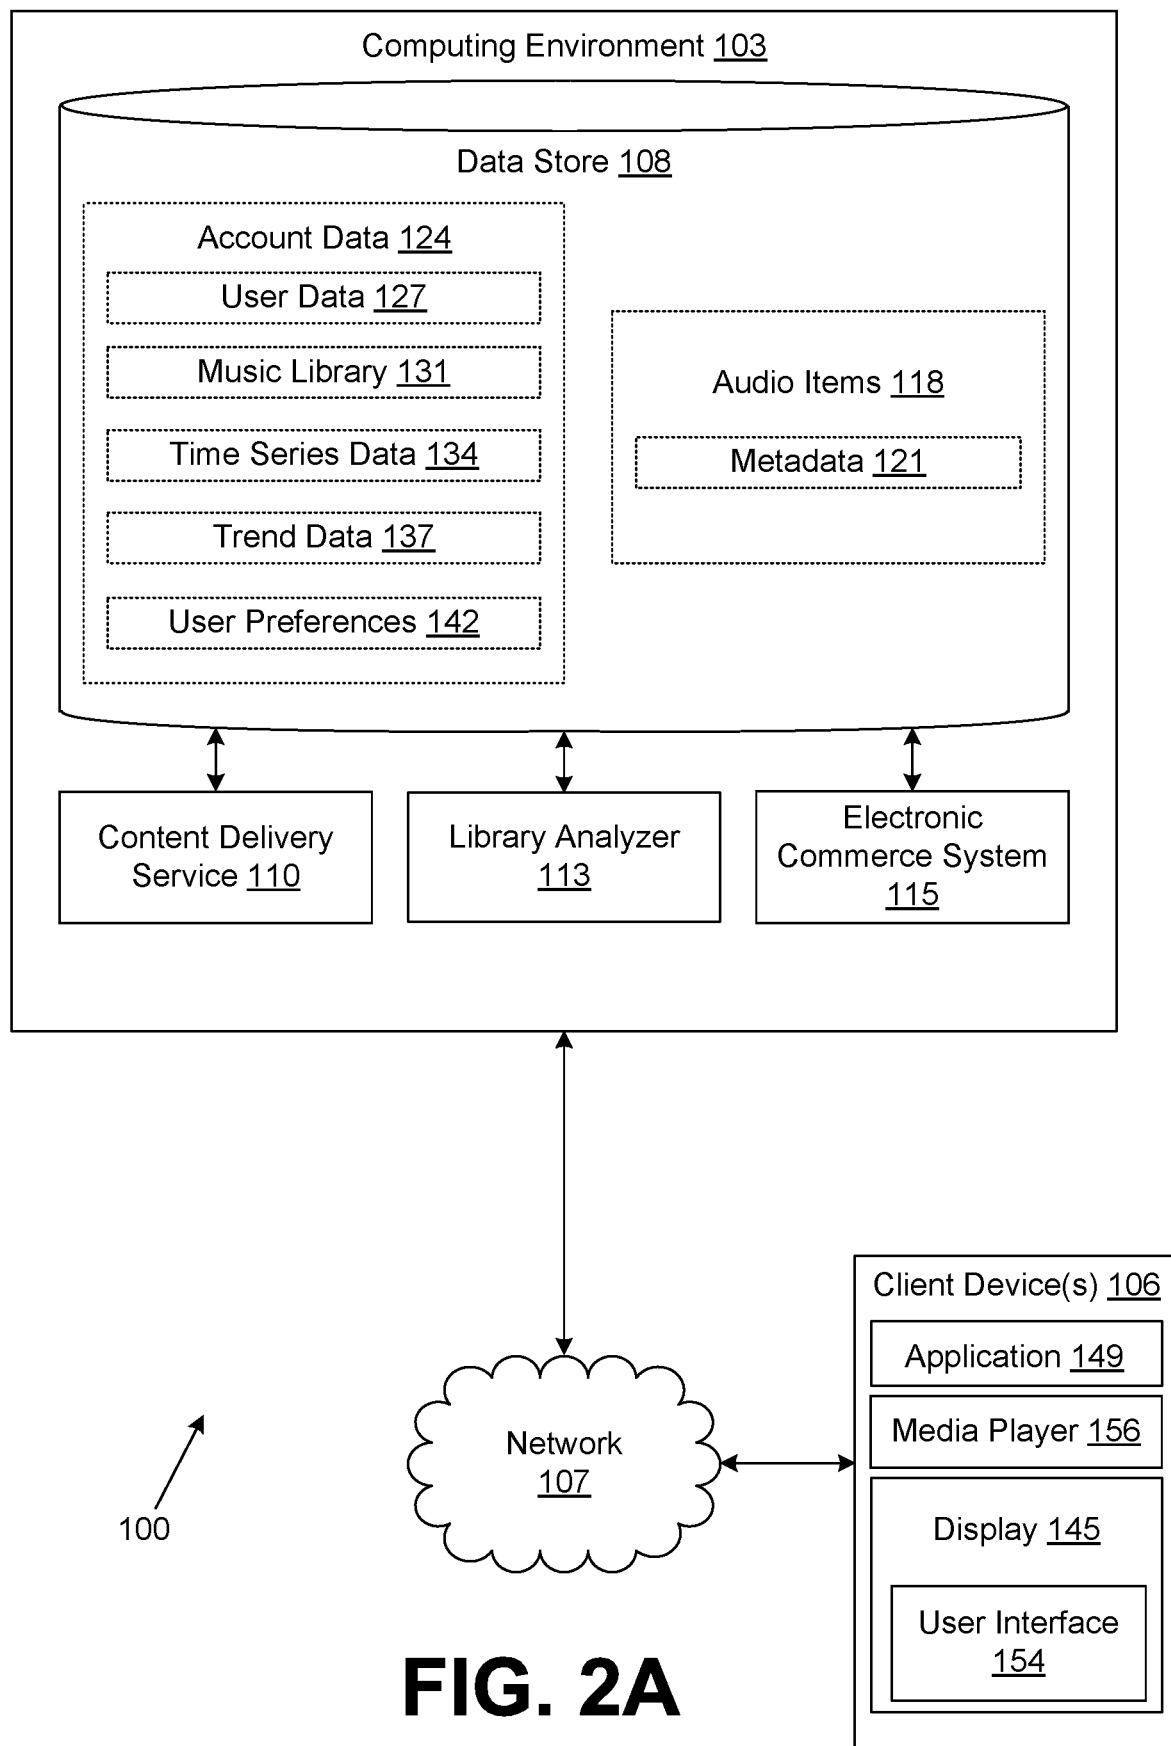 Computing Environment 103
Data Store 108
Account Data 124
User Data 127
Music Library 131
Time Series Data 134
Trend Data 137
User Preferences 142
Audio Items 118
Metadata 121
Content Delivery
Service 110
Library Analyzer
113
Electronic
Commerce System
115
Client Device(s) 106
Application 149
Media Player 156
Display 145
User Interface
154
Network
107
100
FIG. 2A